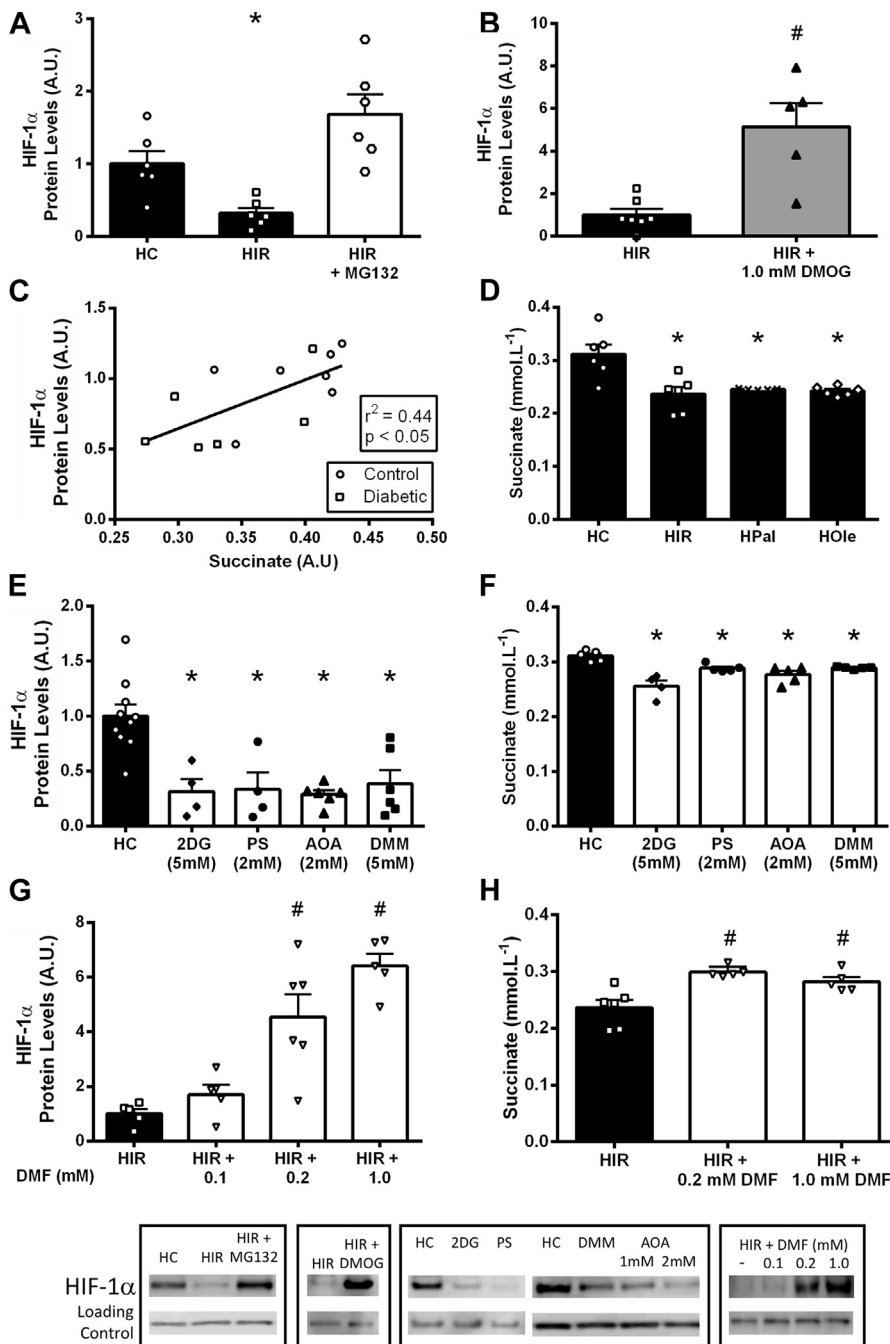 A
HIF-1α
Protein Levels (A.U.)
3
2
1
0
*
HC
HIR
HIR
+ MG132
B
HIF-1α
Protein Levels (A.U.)
10
8
6
4
2
0
#
HIR
HIR +
1.0 mM DMOG
C
HIF-1α
Protein Levels (A.U.)
1.5
1.0
0.5
0.0
r² = 0.44
p < 0.05
Control
Diabetic
0.25 0.30 0.35 0.40 0.45 0.50
Succinate (A.U)
D
Succinate (mmol.L⁻¹)
0.4
0.3
0.2
0.1
0.0
* * *
HC HIR HPal HOle
E
HIF-1α
Protein Levels (A.U.)
2.0
1.5
1.0
0.5
0.0
* * * *
HC 2DG PS AOA DMM
(5mM) (2mM) (2mM) (5mM)
F
Succinate (mmol.L⁻¹)
0.4
0.3
0.2
0.1
0.0
* * * *
HC 2DG PS AOA DMM
(5mM) (2mM) (2mM) (5mM)
G
HIF-1α
Protein Levels (A.U.)
8
6
4
2
0
# #
HIR HIR + HIR + HIR +
DMF (mM) 0.1 0.2 1.0
H
Succinate (mmol.L⁻¹)
0.4
0.3
0.2
0.1
0.0
# #
HIR HIR + HIR +
0.2 mM DMF 1.0 mM DMF
HC HIR HIR +
MG132
HIR HIR +
DMOG
HC 2DG PS HC DMM AOA
1mM 2mM
HIR + DMF (mM)
- 0.1 0.2 1.0
HIF-1α
Loading
Control